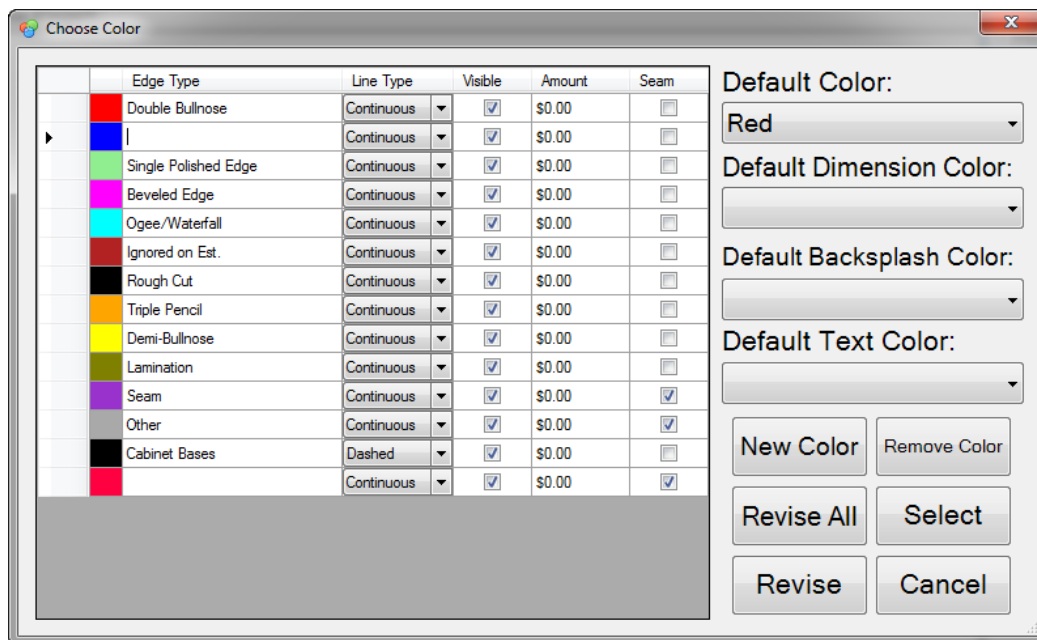 Choose Color
Edge Type Line Type Visible Amount Seam
Double Bullnose Continuous $0.00
Continuous $0.00
Single Polished Edge Continuous $0.00
Beveled Edge Continuous $0.00
Ogee/Waterfall Continuous $0.00
Ignored on Est. Continuous $0.00
Rough Cut Continuous $0.00
Triple Pencil Continuous $0.00
Demi-Bullnose Continuous $0.00
Lamination Continuous $0.00
Seam Continuous $0.00
Other Continuous $0.00
Cabinet Bases Dashed $0.00
Continuous $0.00
Default Color:
Red
Default Dimension Color:
Default Backsplash Color:
Default Text Color:
New Color Remove Color
Revise All Select
Revise Cancel